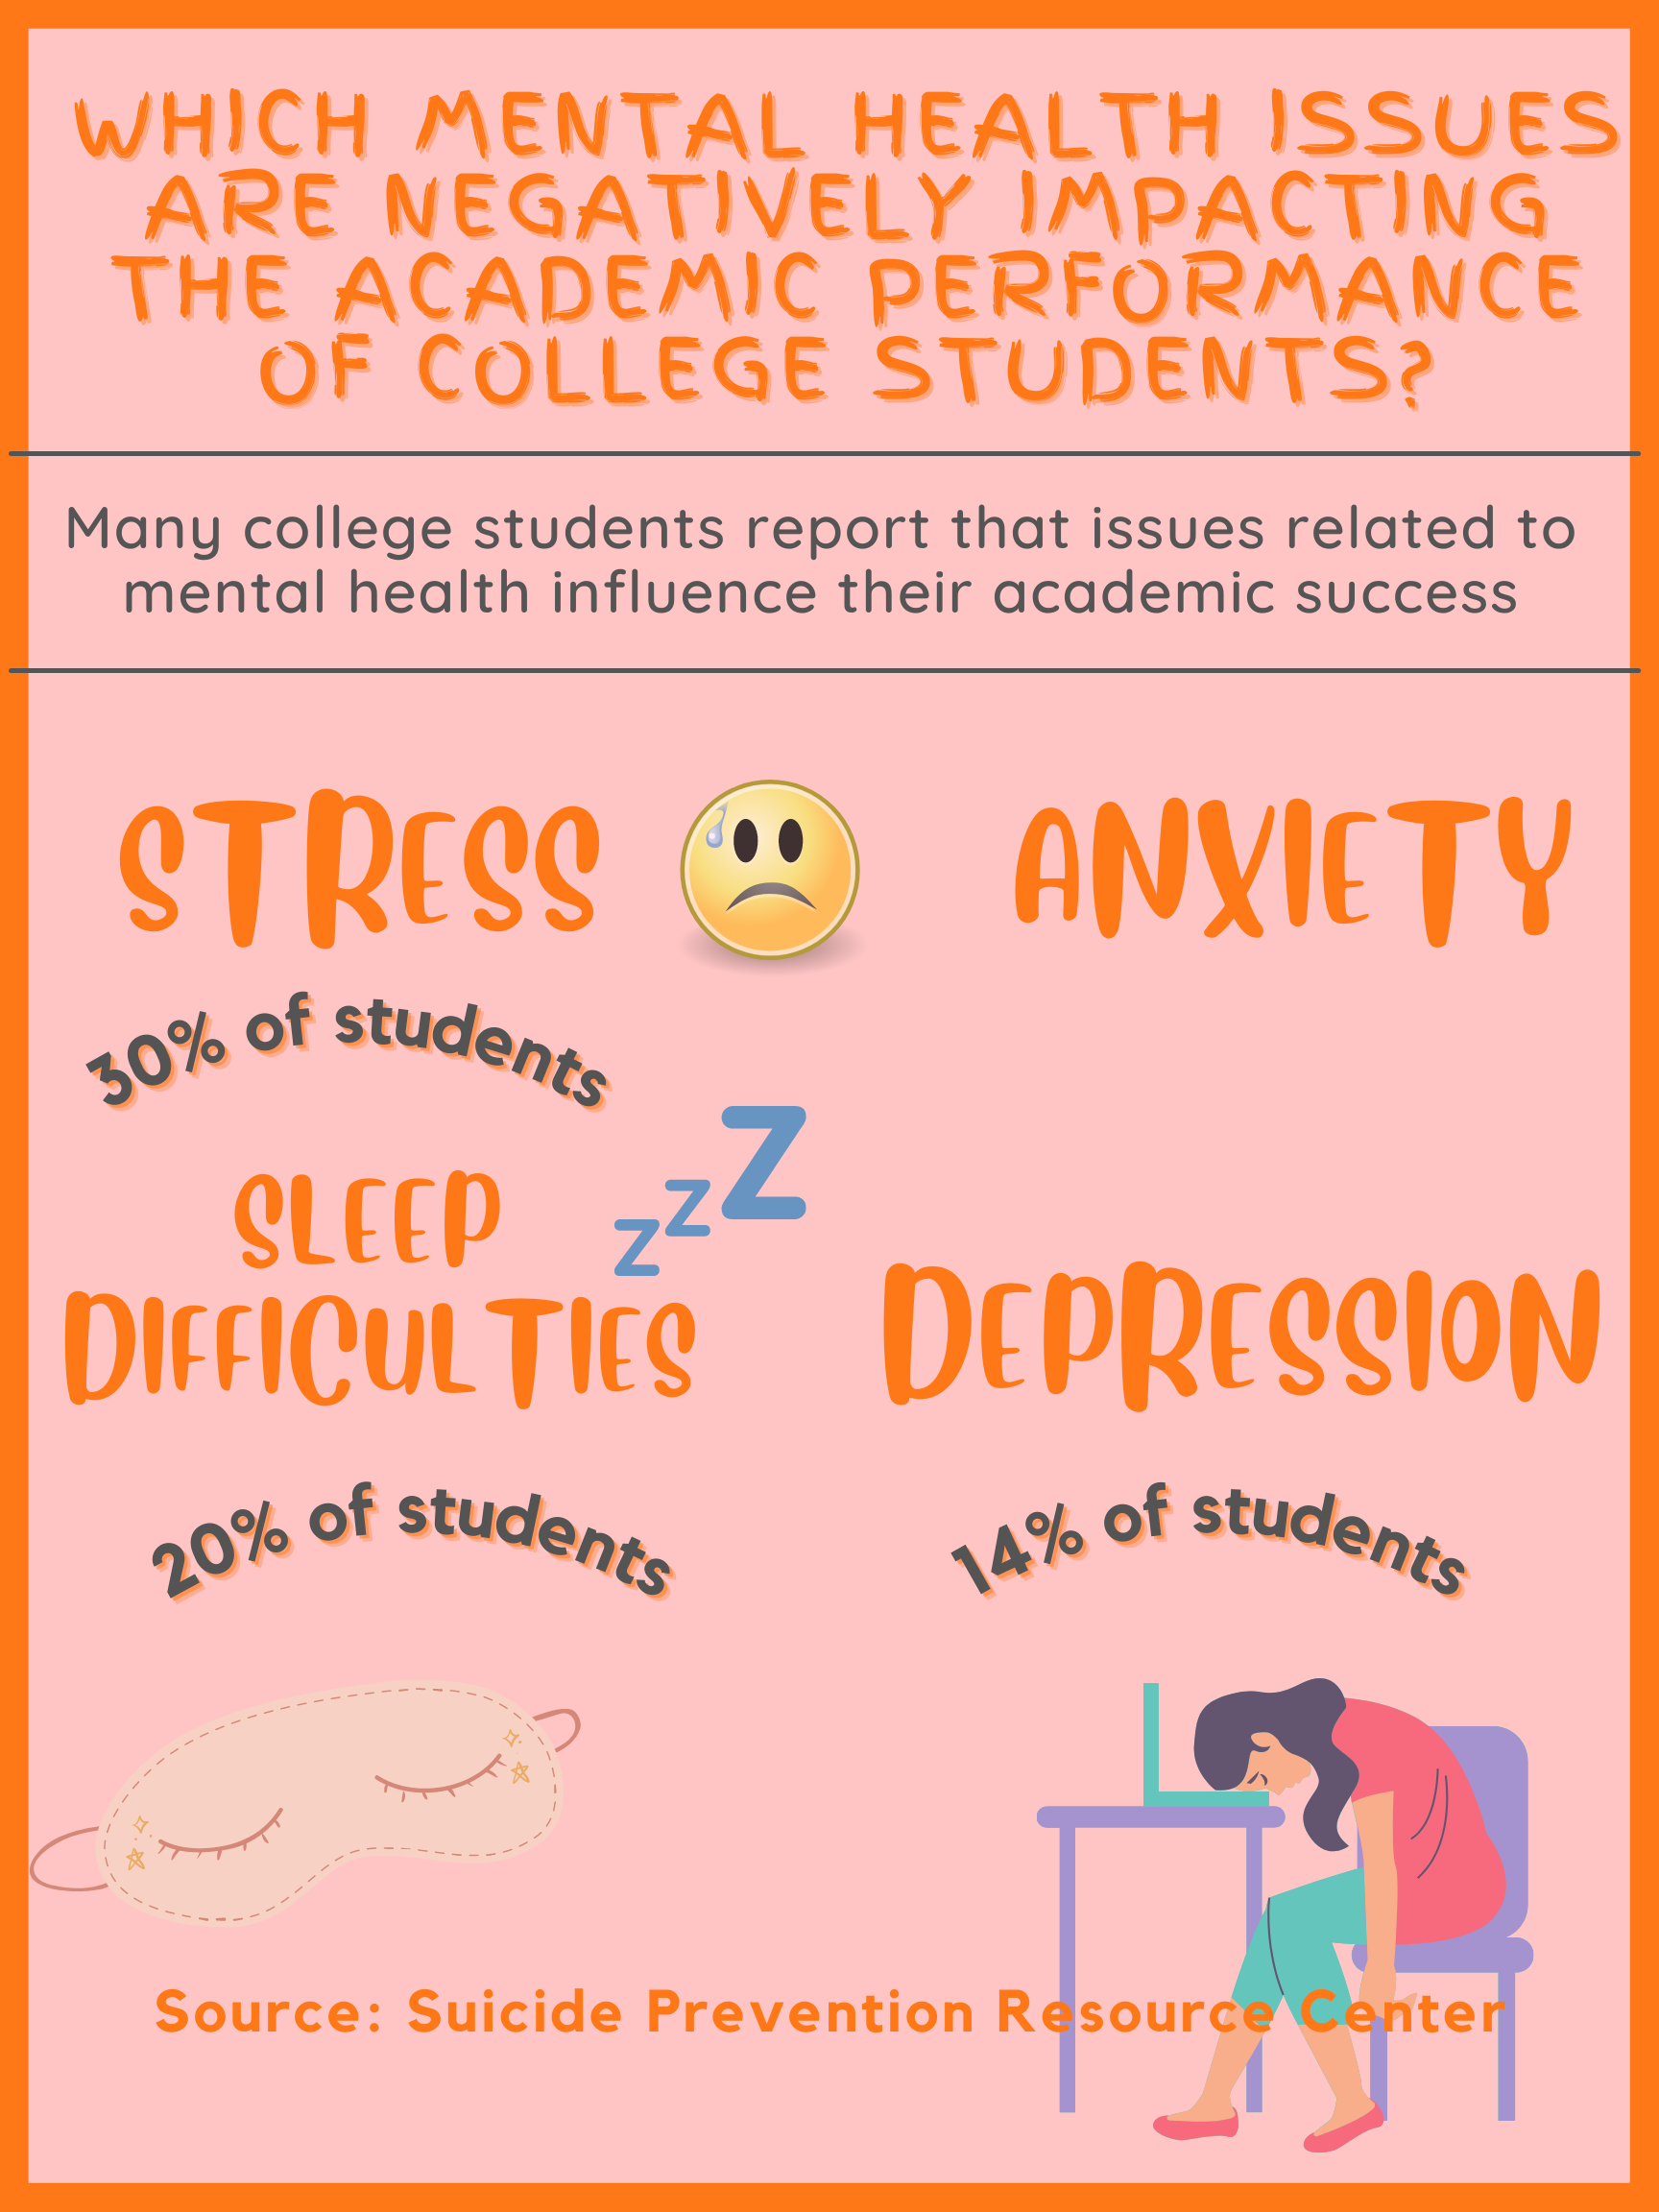 WHICH MENTAL HEALTH ISSUES
ARE NEGATIVELY IMPACTING
THE ACADEMIC PERFORMANCE
OF COLLEGE STUDENTS?
Many college students report that issues related to
mental health influence their academic success
STRESS
ANXIETY
30% of students
z z Z
SLEEP
DIFFICULTIES
DEPRESSION
20% of students
14% of students
Source: Suicide Prevention Resource Center